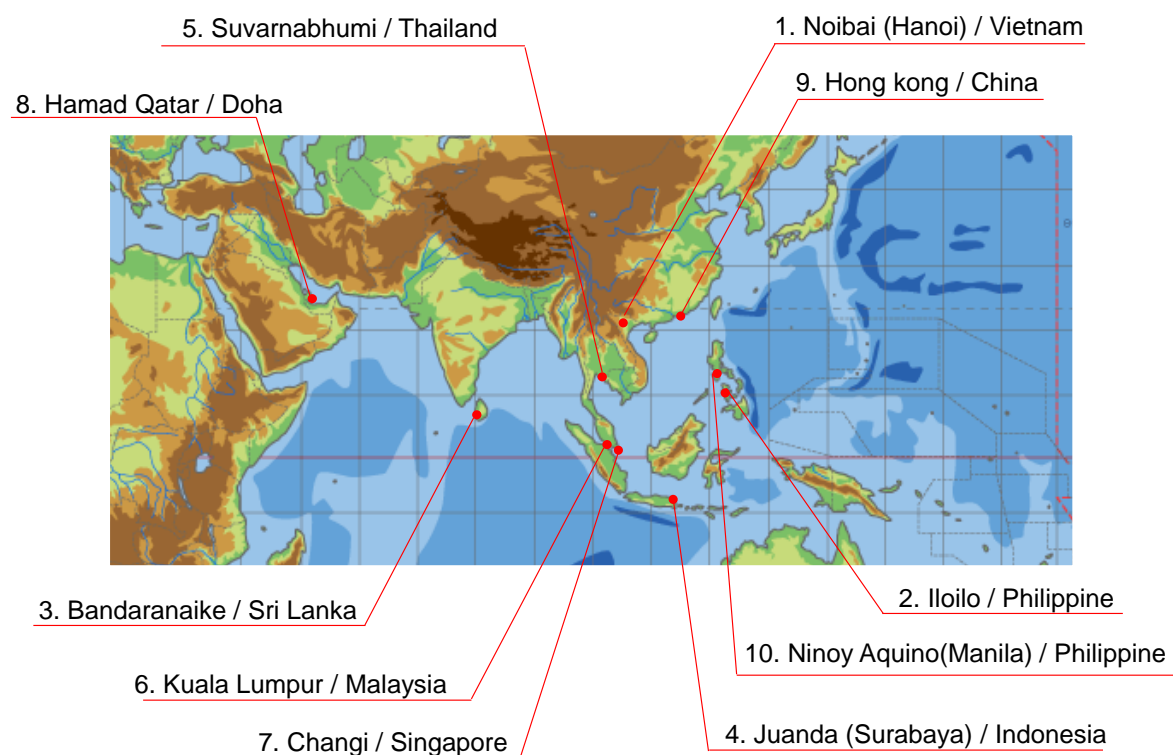 5. Suvarnabhumi / Thailand
1. Noibai (Hanoi) / Vietnam
9. Hong kong / China
8. Hamad Qatar / Doha
3. Bandaranaike / Sri Lanka
2. Iloilo / Philippine
10. Ninoy Aquino(Manila) / Philippine
6. Kuala Lumpur / Malaysia
7. Changi / Singapore
4. Juanda (Surabaya) / Indonesia